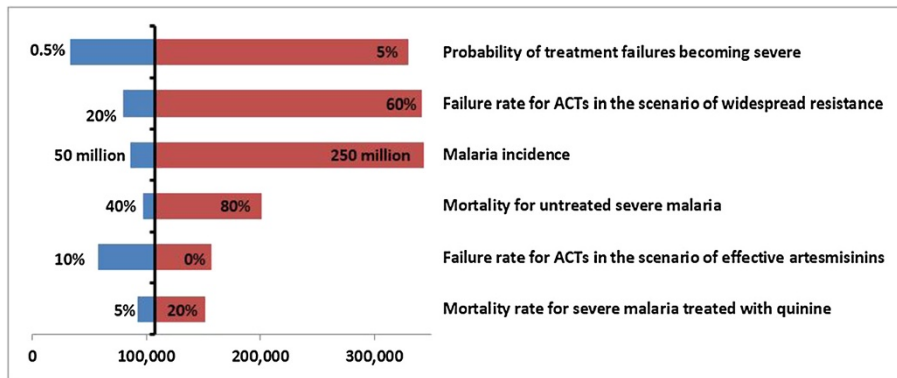 0.5% 5% Probability of treatment failures becoming severe
20% 60% Failure rate for ACTs in the scenario of widespread resistance
50 million 250 million Malaria incidence
40% 80% Mortality for untreated severe malaria
10% 0% Failure rate for ACTs in the scenario of effective artesmisinins
5% 20% Mortality rate for severe malaria treated with quinine
0 100,000 200,000 300,000